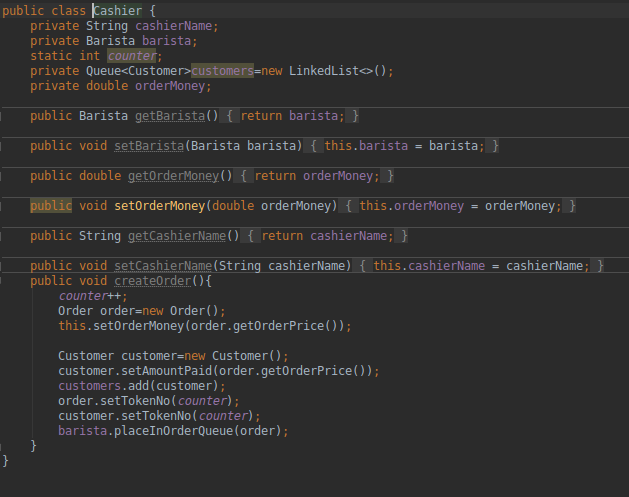 public class Cashier {
private String cashierName;
private Barista barista;
static int counter;
private Queue<Customer>customers=new LinkedList<>();
private double orderMoney;
public Barista getBarista() { return barista; }
public void setBarista(Barista barista) { this.barista = barista; }
public double getOrderMoney() { return orderMoney; }
public void setOrderMoney(double orderMoney) { this.orderMoney = orderMoney; }
public String getCashierName() { return cashierName; }
public void setCashierName(String cashierName) { this.cashierName = cashierName; }
public void createOrder(){
counter++;
Order order=new Order();
this.setOrderMoney(order.getOrderPrice());
Customer customer=new Customer();
customer.setAmountPaid(order.getOrderPrice());
customers.add(customer);
order.setTokenNo(counter);
customer.setTokenNo(counter);
barista.placeInOrderQueue(order);
}
}